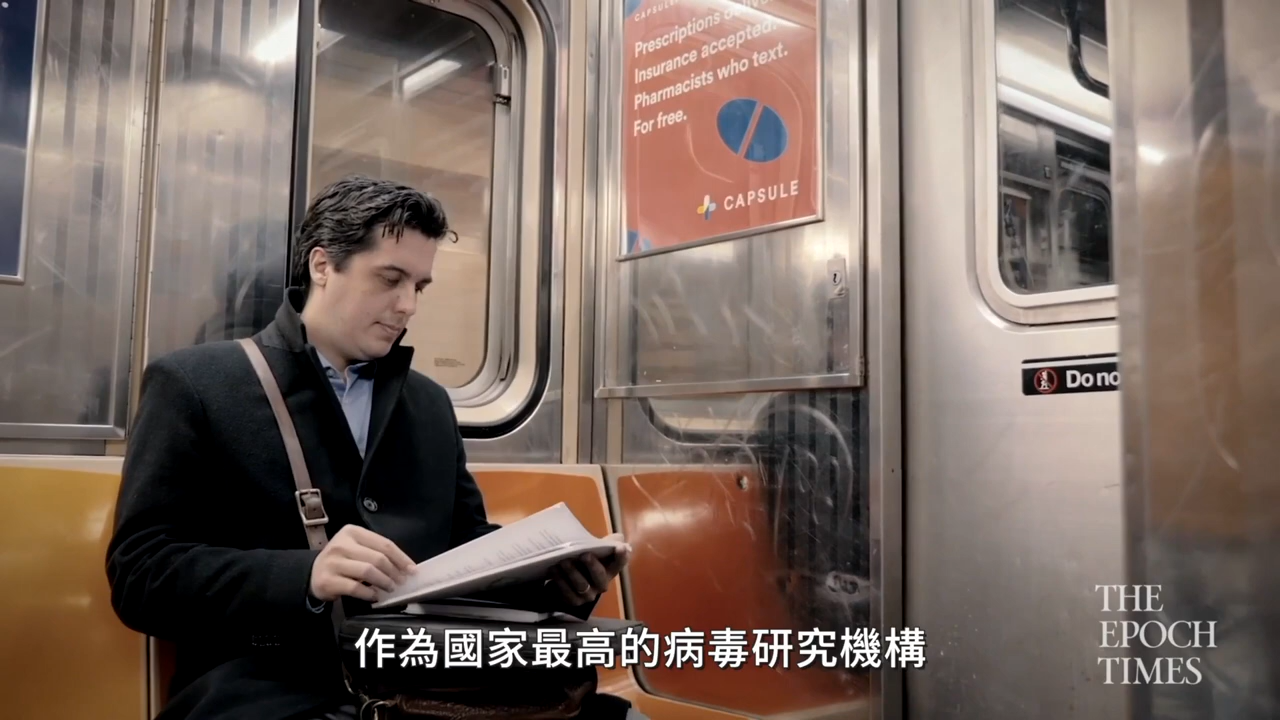 Prescriptions
Insurance accepted.
Pharmacists who text.
For free.
CAPSULE
Do no
作為國家最高的病毒研究機構
THE
EPOCH
TIMES